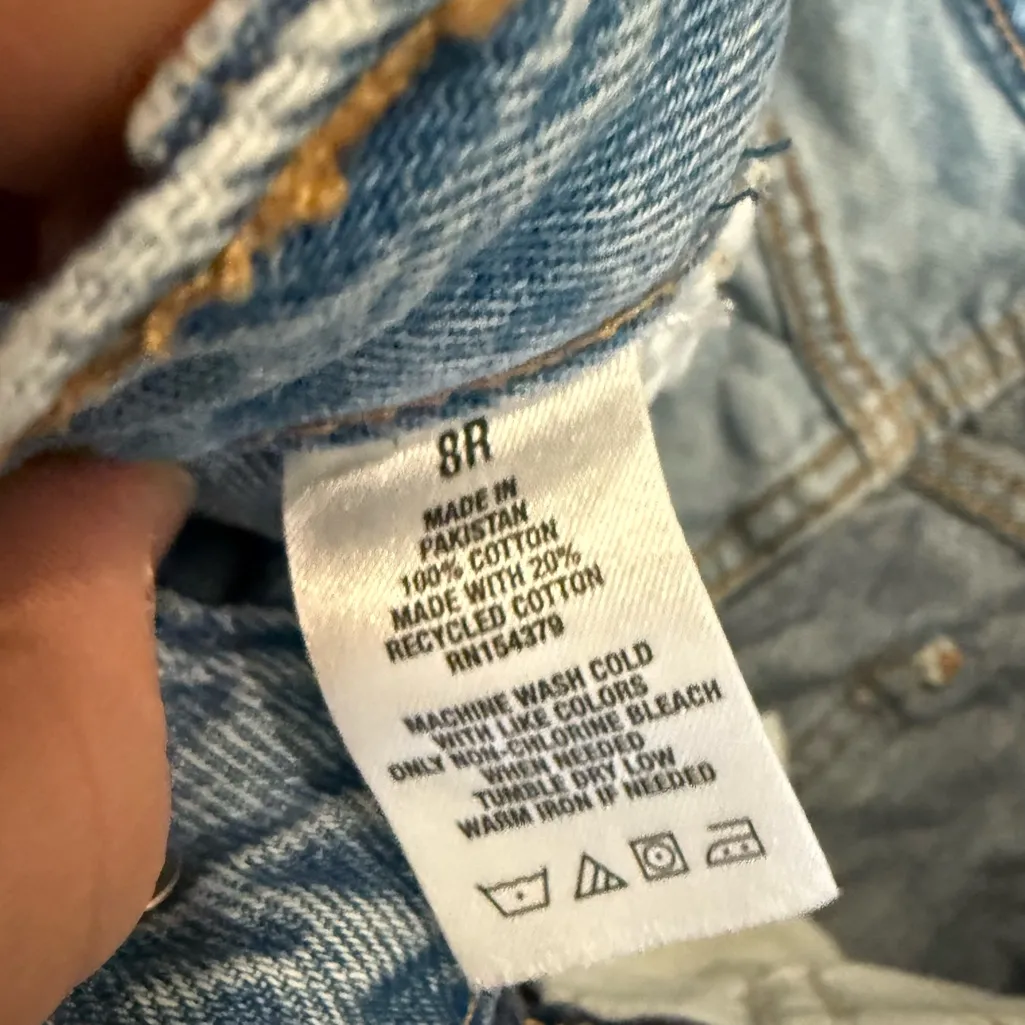 8R
MADE IN
PAKISTAN
100% COTTON
MADE WITH 20%
RECYCLED COTTON
RN154379
MACHINE WASH COLD
WITH LIKE COLORS
ONLY NON-CHLORINE BLEACH
WHEN NEEDED
TUMBLE DRY LOW
WARM IRON IF NEEDED